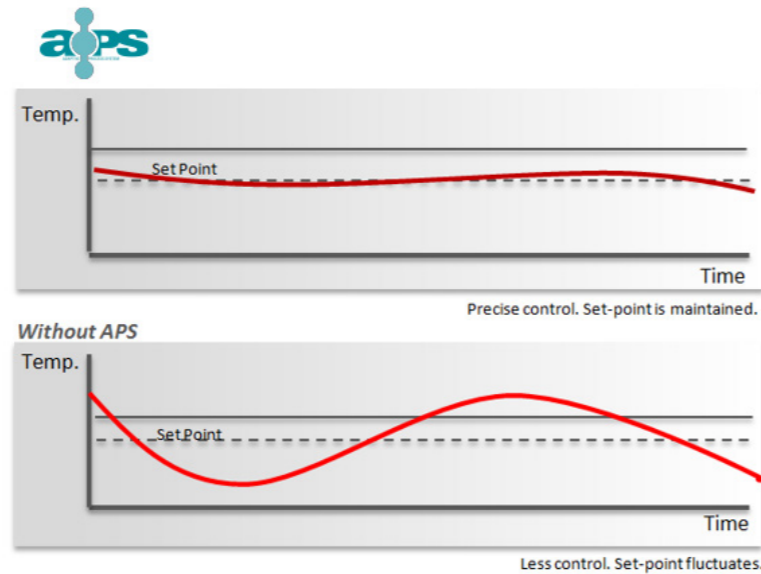 aps
Temp.
Set Point
Time
Precise control. Set-point is maintained.
Without APS
Temp.
Set Point
Time
Less control. Set-point fluctuates.